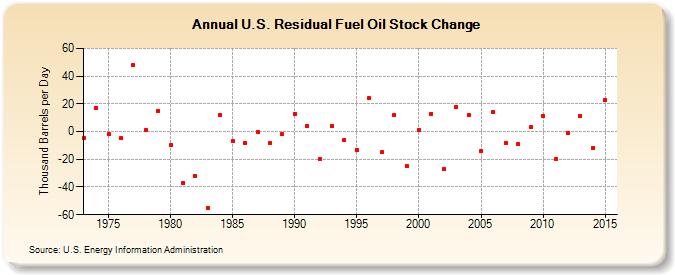 Annual U.S. Residual Fuel Oil Stock Change
Thousand Barrels per Day
60
40
20
0
-20
-40
-60
1975 1980 1985 1990 1995 2000 2005 2010 2015
Source: U.S. Energy Information Administration